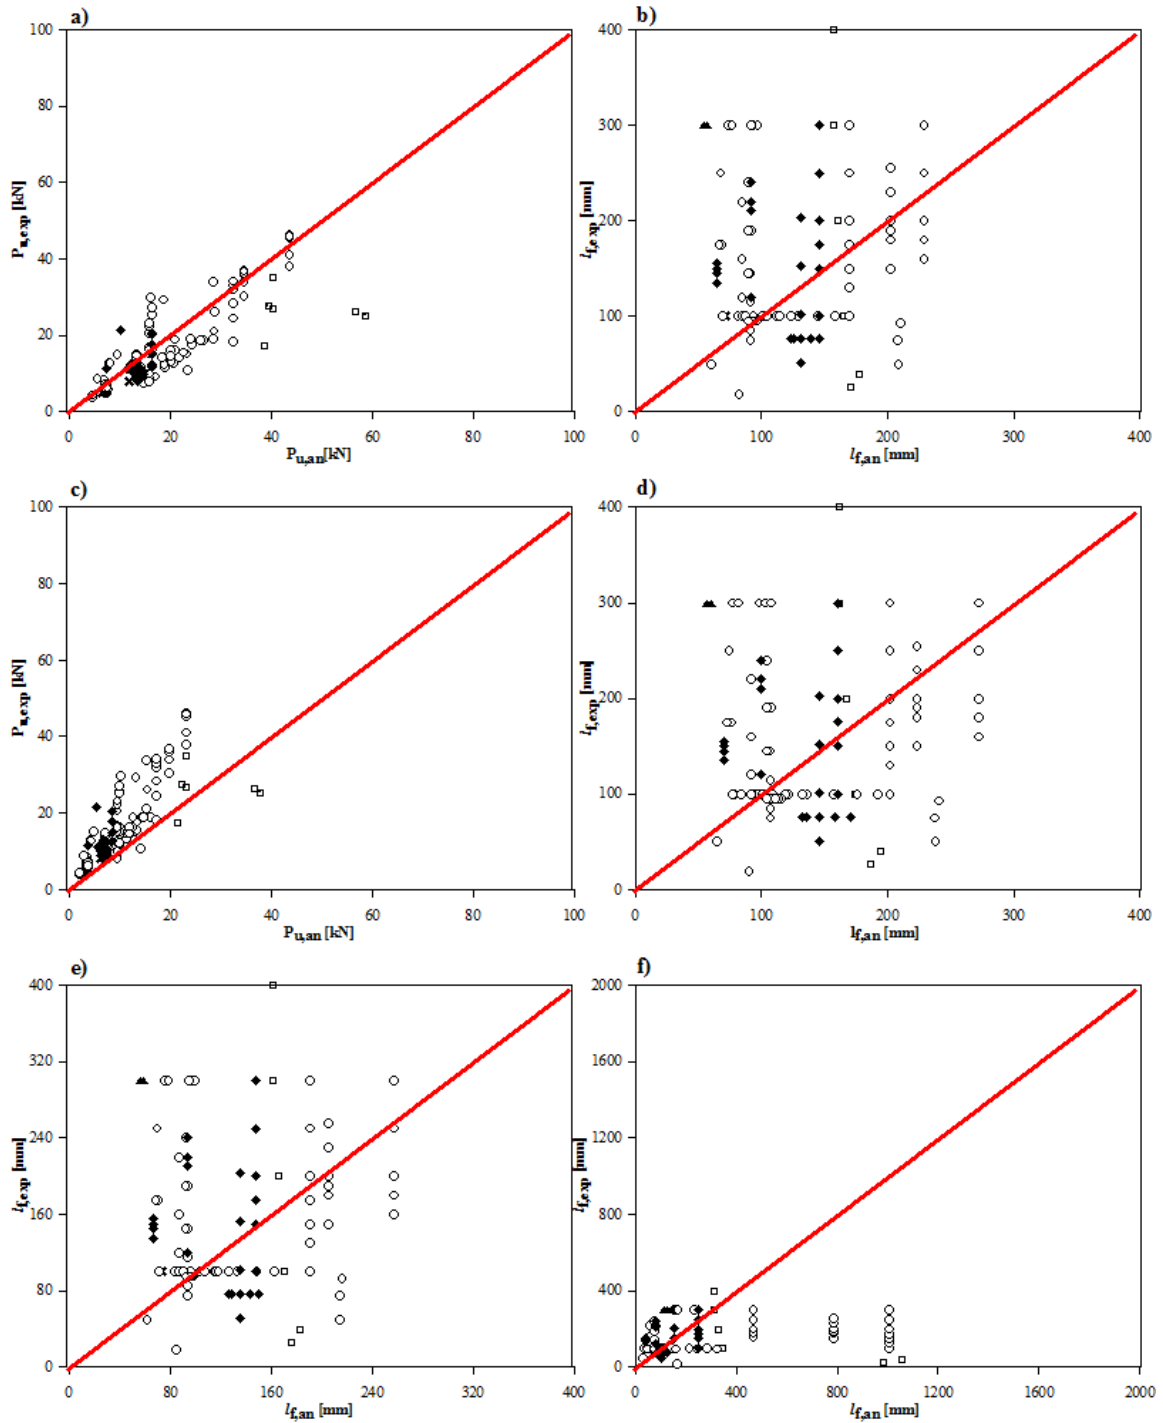 a)
100
80
60
40
20
0
P_u,exp [kN]
0 20 40 60 80 100
P_u,an[kN]
b)
400
300
200
100
0
l_f,exp [mm]
0 100 200 300 400
l_f,an [mm]
c)
100
80
60
40
20
0
P_u,exp [kN]
0 20 40 60 80 100
P_u,an [kN]
d)
400
300
200
100
0
l_f,exp [mm]
0 100 200 300 400
l_f,an [mm]
e)
400
320
240
160
80
0
l_f,exp [mm]
0 80 160 240 320 400
l_f,an [mm]
f)
2000
1600
1200
800
400
0
l_f,exp [mm]
0 400 800 1200 1600 2000
l_f,an [mm]